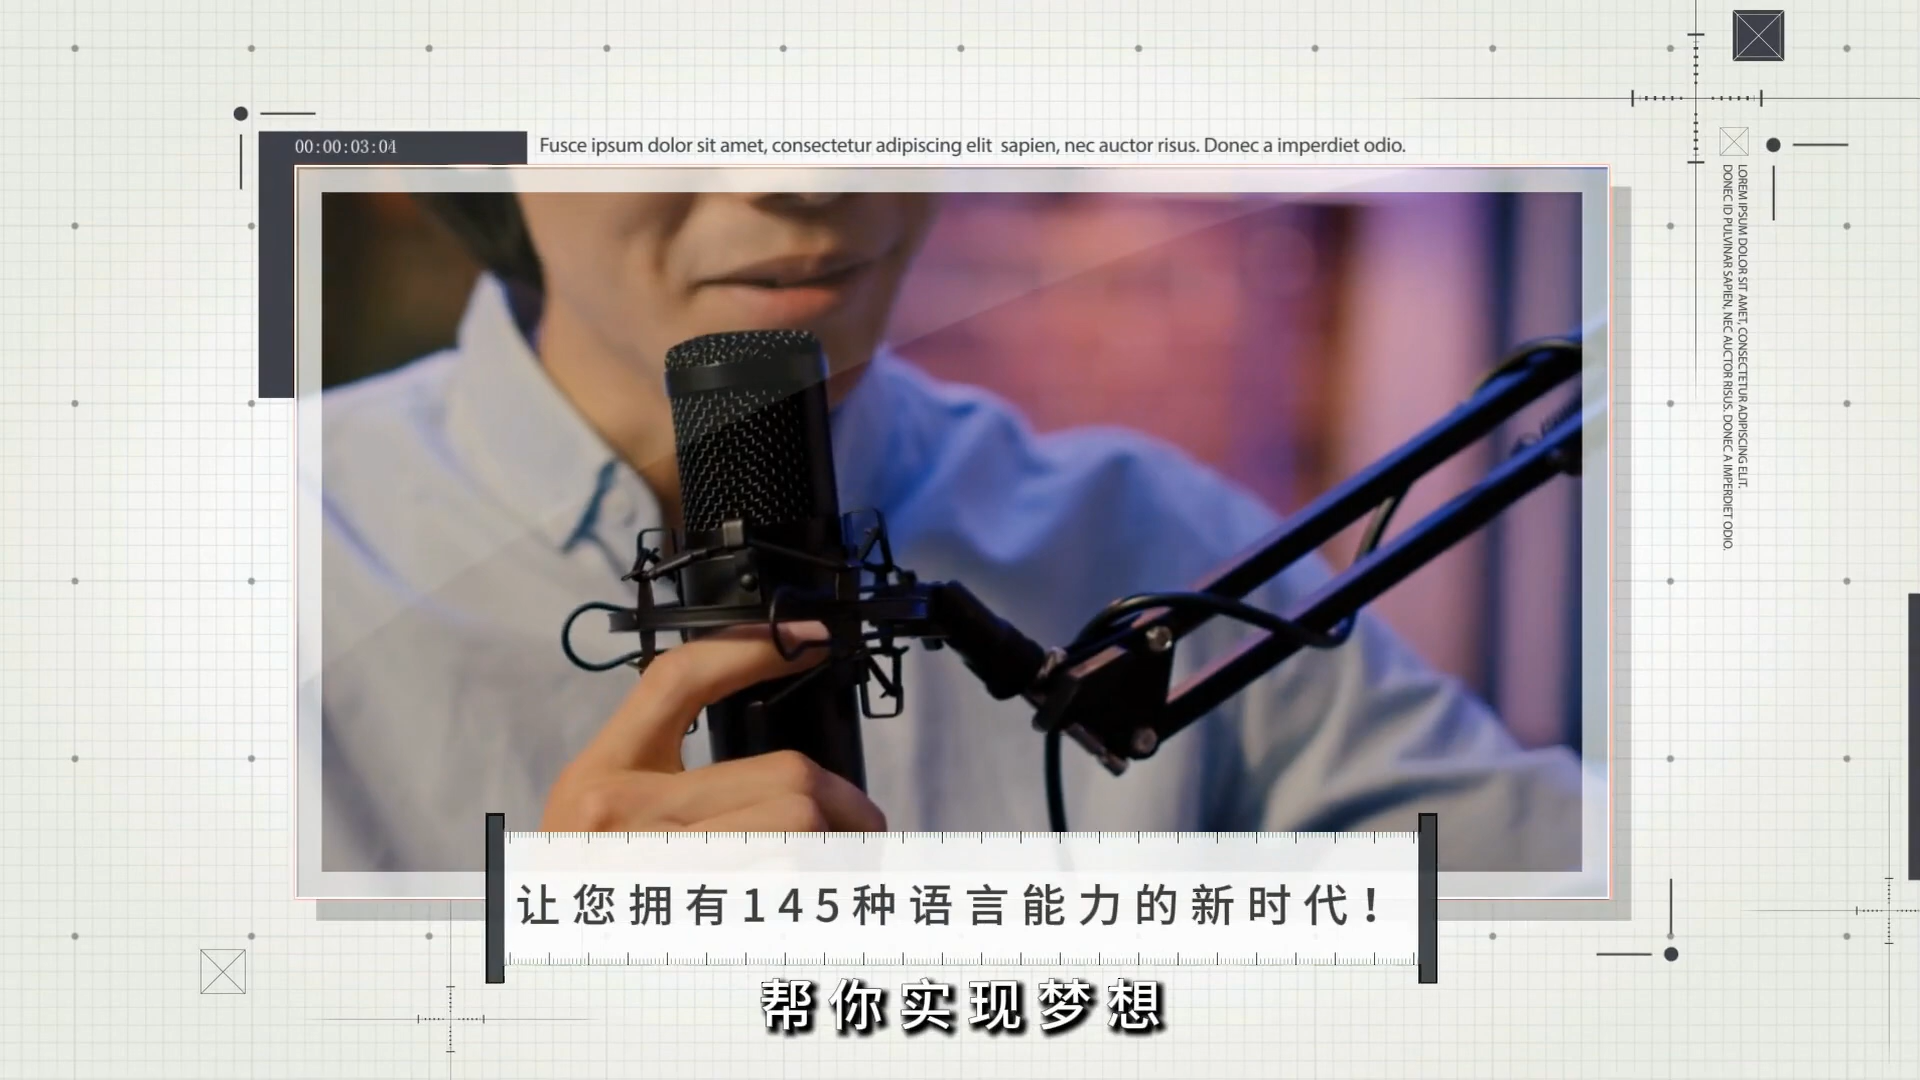 00:00:03:04
Fusce ipsum dolor sit amet, consectetur adipiscing elit  sapien, nec auctor risus. Donec a imperdiet odio.
LOREM IPSUM DOLOR SIT AMET, CONSECTETUR ADIPISCING ELIT.
DONEC ID PULVINAR SAPIEN, NEC AUCTOR RISUS. DONEC A IMPERDIET ODIO.
让您拥有145种语言能力的新时代！
帮你实现梦想